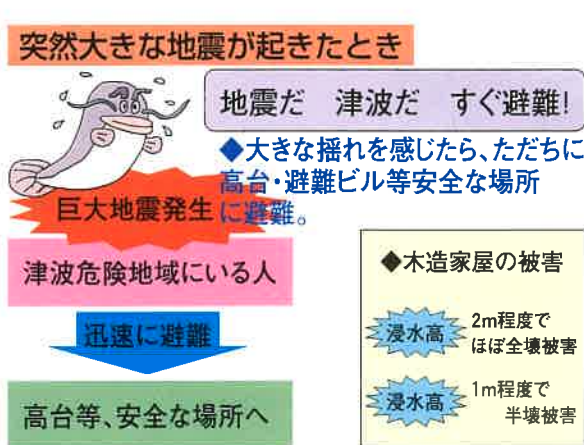 突然大きな地震が起きたとき
地震だ　津波だ　すぐ避難!
◆大きな揺れを感じたら、ただちに
高台・避難ビル等安全な場所
に避難。
巨大地震発生
津波危険地域にいる人
迅速に避難
高台等、安全な場所へ
◆木造家屋の被害
浸水高
2m程度で
ほぼ全壊被害
浸水高
1m程度で
半壊被害